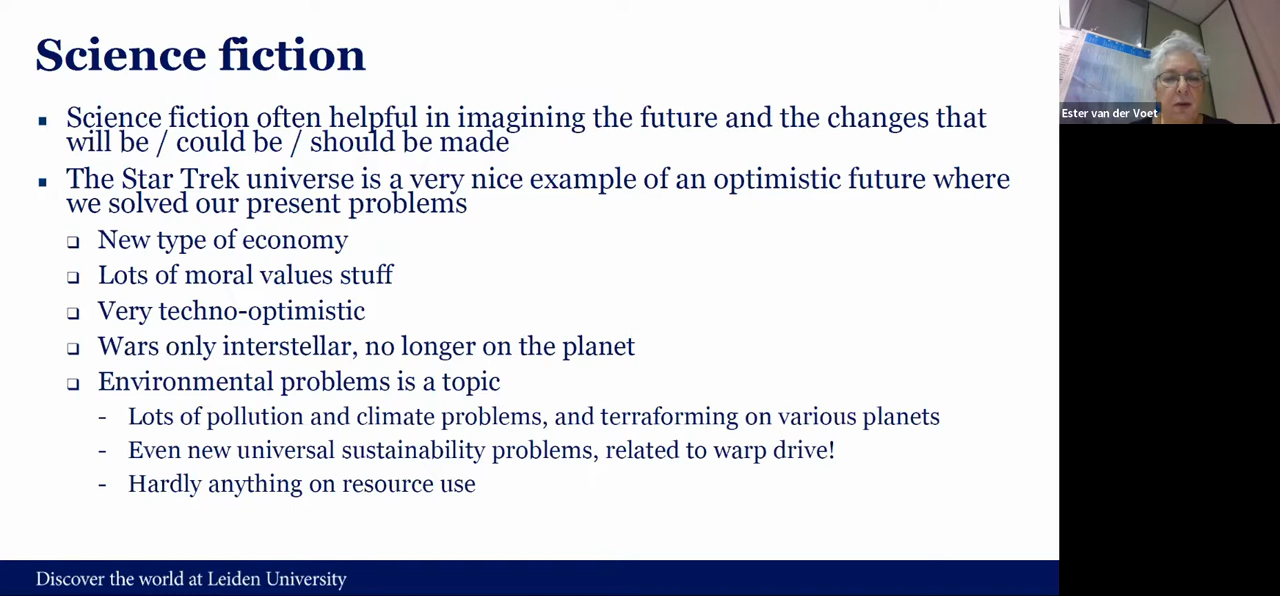 Science fiction
▪ Science fiction often helpful in imagining the future and the changes that
will be / could be / should be made
▪ The Star Trek universe is a very nice example of an optimistic future where
we solved our present problems
❑ New type of economy
❑ Lots of moral values stuff
❑ Very techno-optimistic
❑ Wars only interstellar, no longer on the planet
❑ Environmental problems is a topic
- Lots of pollution and climate problems, and terraforming on various planets
- Even new universal sustainability problems, related to warp drive!
- Hardly anything on resource use
Discover the world at Leiden University
Ester van der Voet